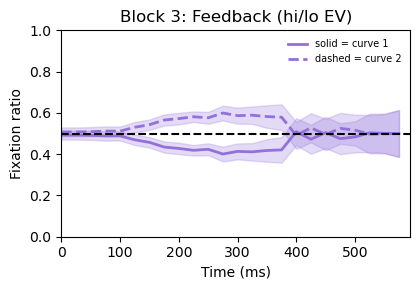 Block 3: Feedback (hi/lo EV)
Fixation ratio
1.0
0.8
0.6
0.4
0.2
0.0
solid = curve 1
dashed = curve 2
0 100 200 300 400 500
Time (ms)